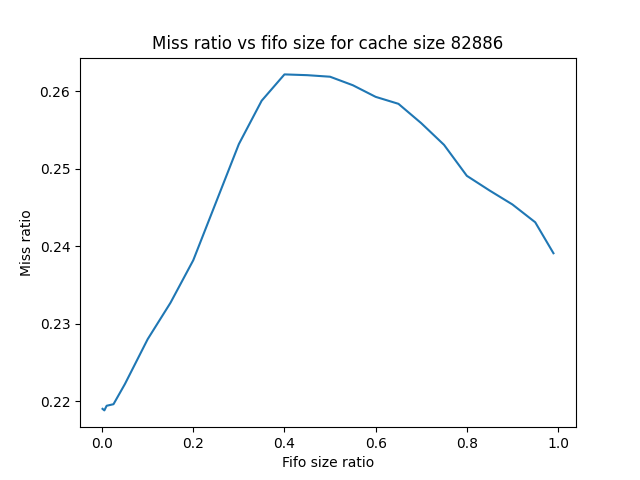 Miss ratio vs fifo size for cache size 82886
0.26
0.25
0.24
0.23
0.22
Miss ratio
0.0 0.2 0.4 0.6 0.8 1.0
Fifo size ratio